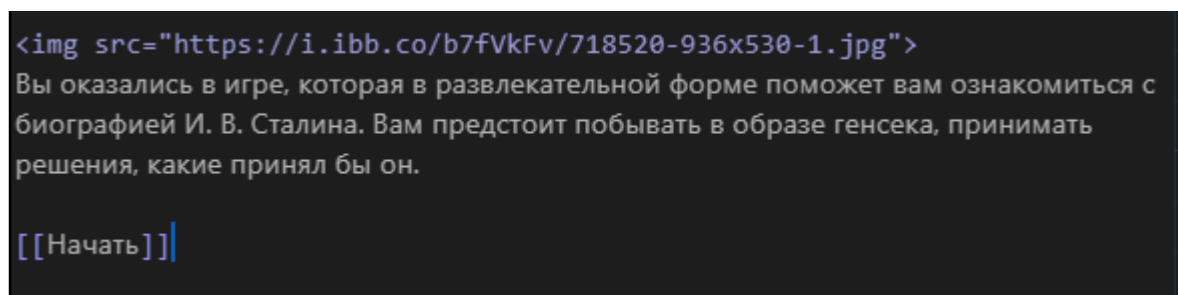 <img src="https://i.ibb.co/b7fVkFv/718520-936x530-1.jpg">
Вы оказались в игре, которая в развлекательной форме поможет вам ознакомиться с
биографией И. В. Сталина. Вам предстоит побывать в образе генсека, принимать
решения, какие принял бы он.
[[Начать]]